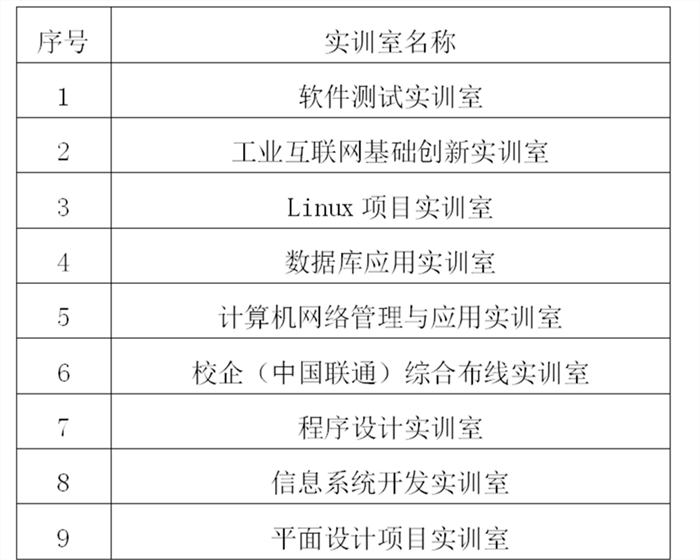 序号 实训室名称
1 软件测试实训室
2 工业互联网基础创新实训室
3 Linux 项目实训室
4 数据库应用实训室
5 计算机网络管理与应用实训室
6 校企（中国联通）综合布线实训室
7 程序设计实训室
8 信息系统开发实训室
9 平面设计项目实训室